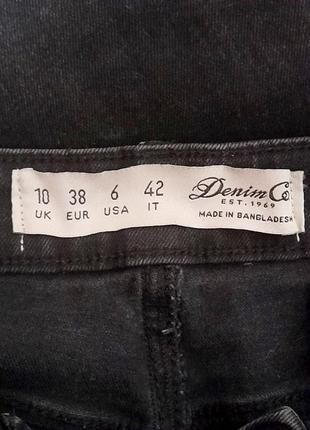 10 38 6 42 Denim Co
UK EUR USA IT EST. 1969
MADE IN BANGLADESH